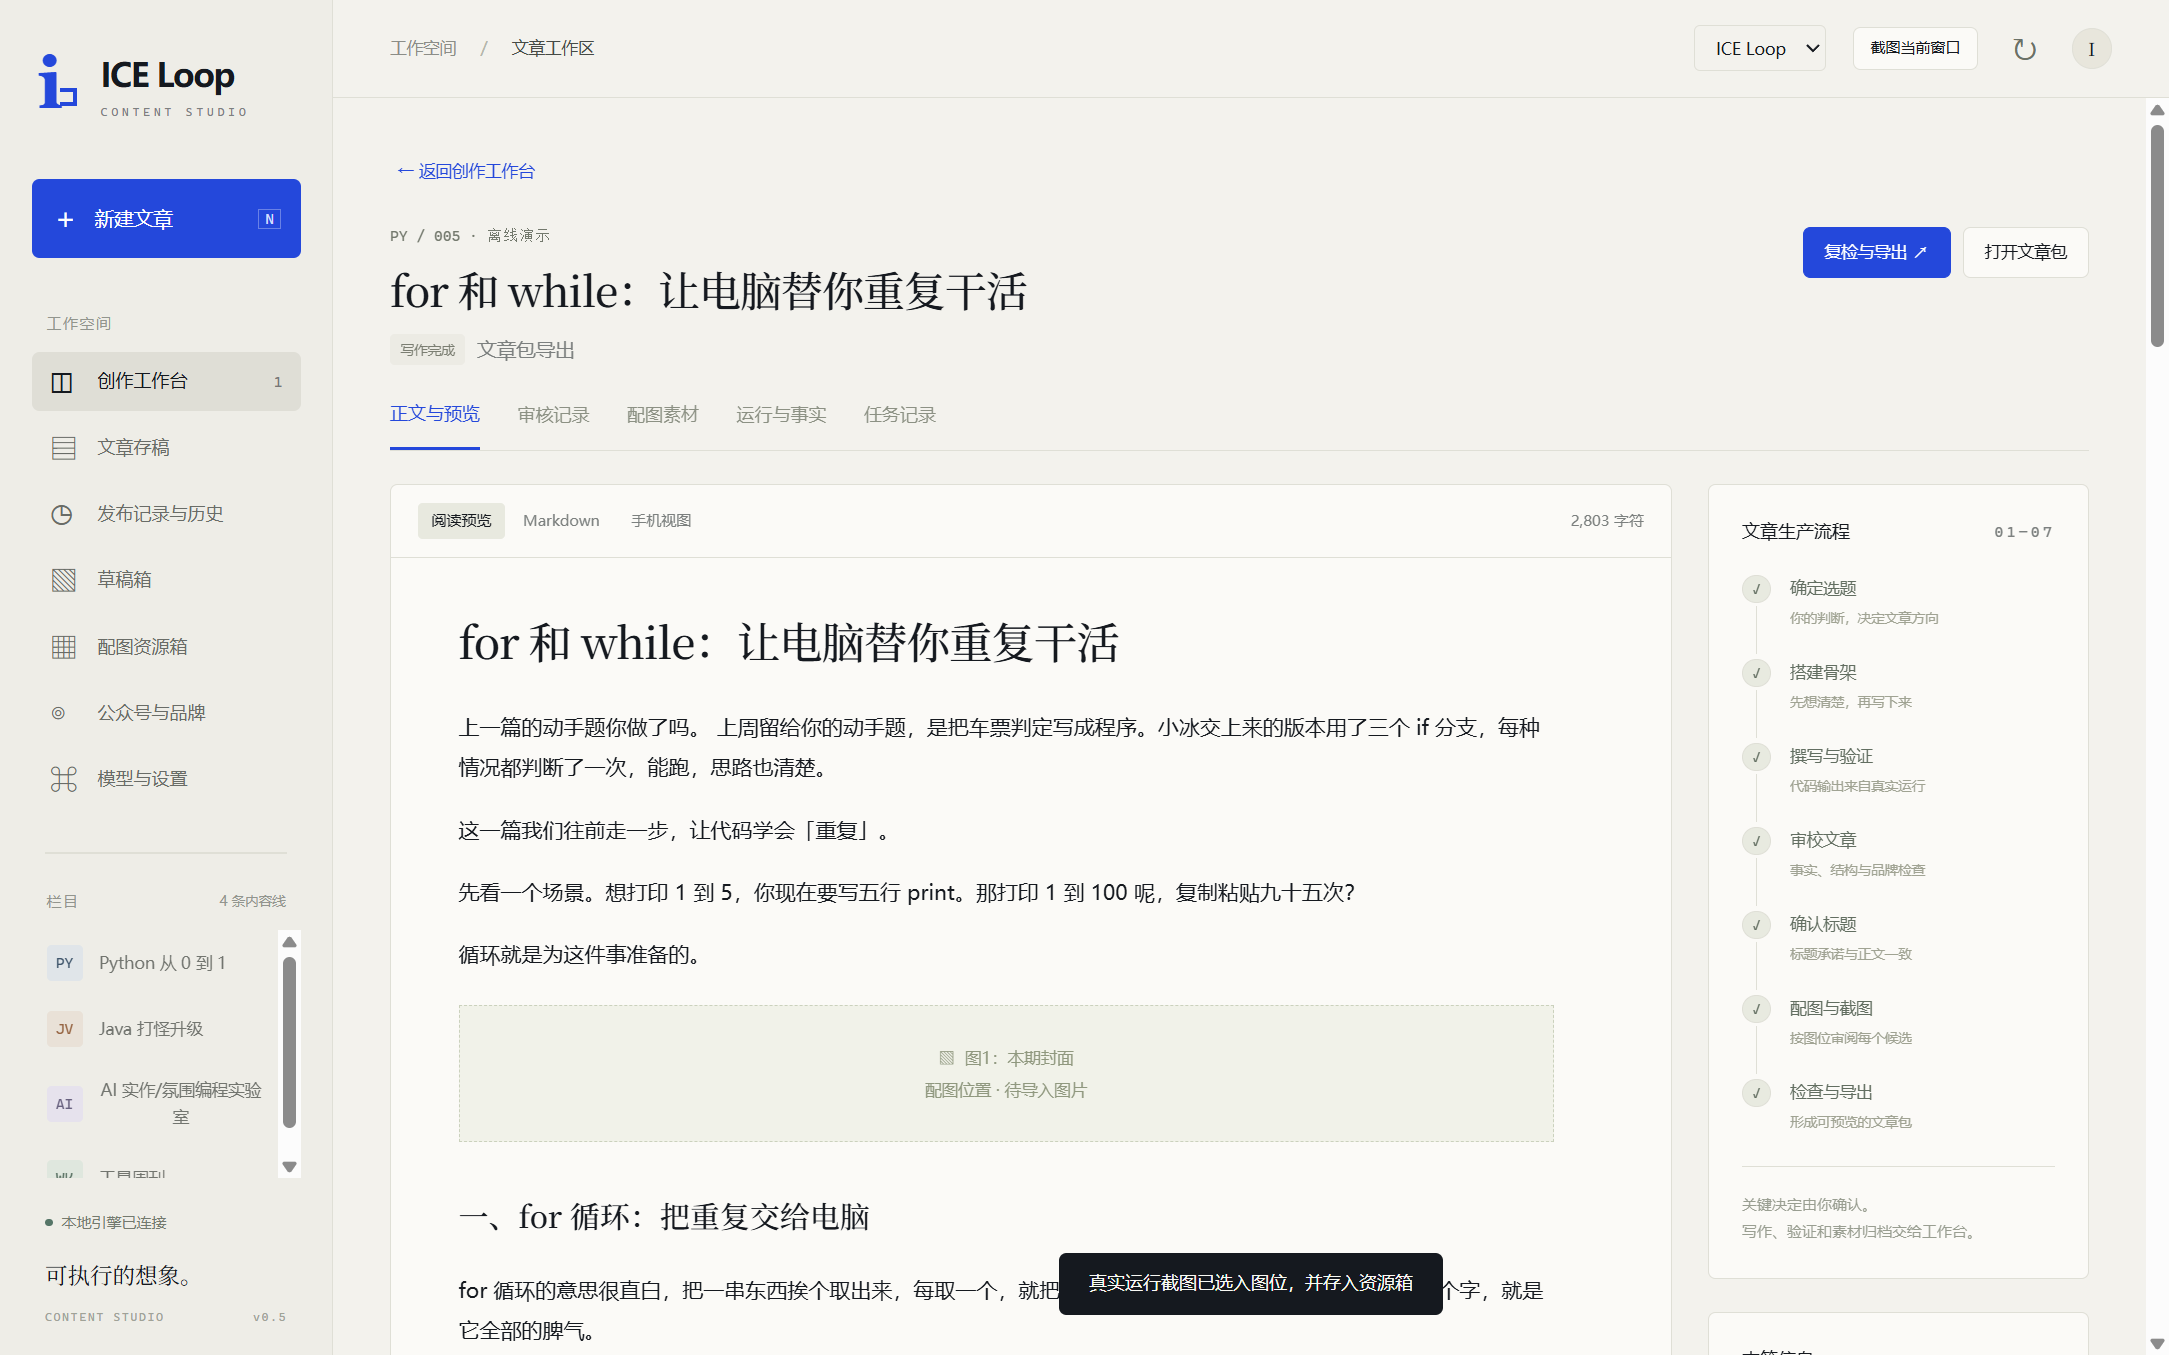 ICE Loop
CONTENT STUDIO
+ 新建文章 N
工作空间
创作工作台 1
文章存稿
发布记录与历史
草稿箱
配图资源箱
公众号与品牌
模型与设置
栏目 4 条内容线
PY Python 从 0 到 1
JV Java 打怪升级
AI AI 实作/氛围编程实验
室
本地引擎已连接
可执行的想象。
CONTENT STUDIO v0.5
工作空间 / 文章工作区
ICE Loop
截图当前窗口
I
← 返回创作工作台
PY / 005 · 离线演示
for 和 while：让电脑替你重复干活
写作完成 文章包导出
复检与导出 ↗
打开文章包
正文与预览 审核记录 配图素材 运行与事实 任务记录
阅读预览 Markdown 手机视图 2,803 字符
for 和 while：让电脑替你重复干活
上一篇的动手题你做了吗。 上周留给你的动手题，是把车票判定写成程序。小冰交上来的版本用了三个 if 分支，每种
情况都判断了一次，能跑，思路也清楚。
这一篇我们往前走一步，让代码学会「重复」。
先看一个场景。想打印 1 到 5，你现在要写五行 print。那打印 1 到 100 呢，复制粘贴九十五次？
循环就是为这件事准备的。
图1：本期封面
配图位置 · 待导入图片
一、for 循环：把重复交给电脑
for 循环的意思很直白，把一串东西挨个取出来，每取一个，就把
个字，就是
它全部的脾气。
真实运行截图已选入图位，并存入资源箱
文章生产流程 01—07
✓ 确定选题
你的判断，决定文章方向
✓ 搭建骨架
先想清楚，再写下来
✓ 撰写与验证
代码输出来自真实运行
✓ 审校文章
事实、结构与品牌检查
✓ 确认标题
标题承诺与正文一致
✓ 配图与截图
按图位审阅每个候选
✓ 检查与导出
形成可预览的文章包
关键决定由你确认。
写作、验证和素材归档交给工作台。